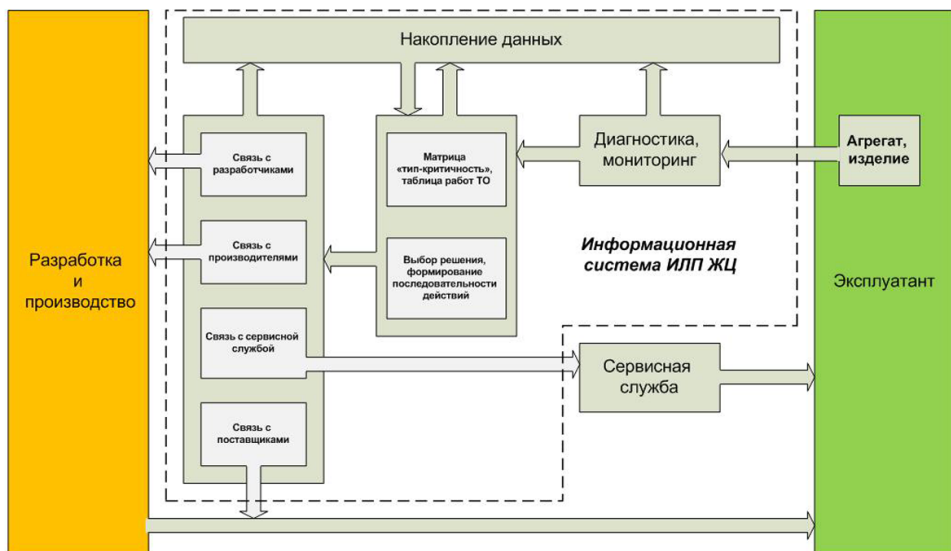 Накопление данных
Разработка
и
производство
Связь с
разработчиками
Связь с
производителями
Связь с сервисной
службой
Связь с
поставщиками
Матрица
«тип-критичность»,
таблица работ ТО
Выбор решения,
формирование
последовательности
действий
Диагностика,
мониторинг
Информационная
система ИЛП ЖЦ
Сервисная
служба
Агрегат,
изделие
Эксплуатант